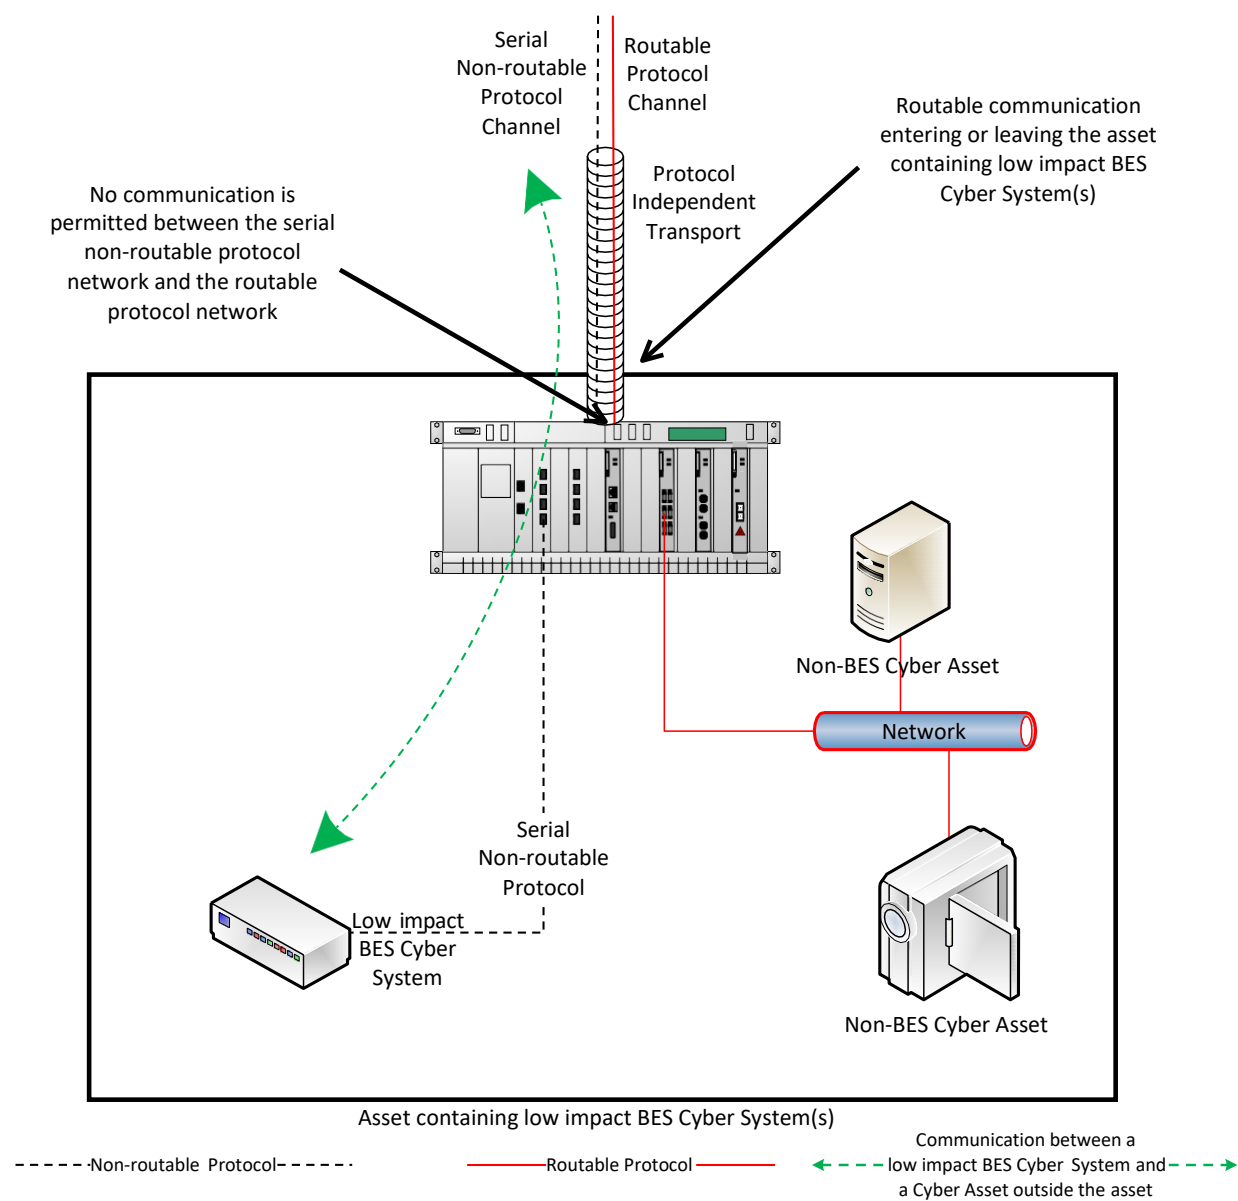 Serial
Non-routable
Protocol
Channel
Routable
Protocol
Channel
Routable communication
entering or leaving the asset
containing low impact BES
Cyber System(s)
Protocol
Independent
Transport
No communication is
permitted between the serial
non-routable protocol
network and the routable
protocol network
Non-BES Cyber Asset
Network
Serial
Non-routable
Protocol
Low impact
BES Cyber
System
Non-BES Cyber Asset
Asset containing low impact BES Cyber System(s)
Non-routable Protocol
Routable Protocol
Communication between a
low impact BES Cyber System and
a Cyber Asset outside the asset